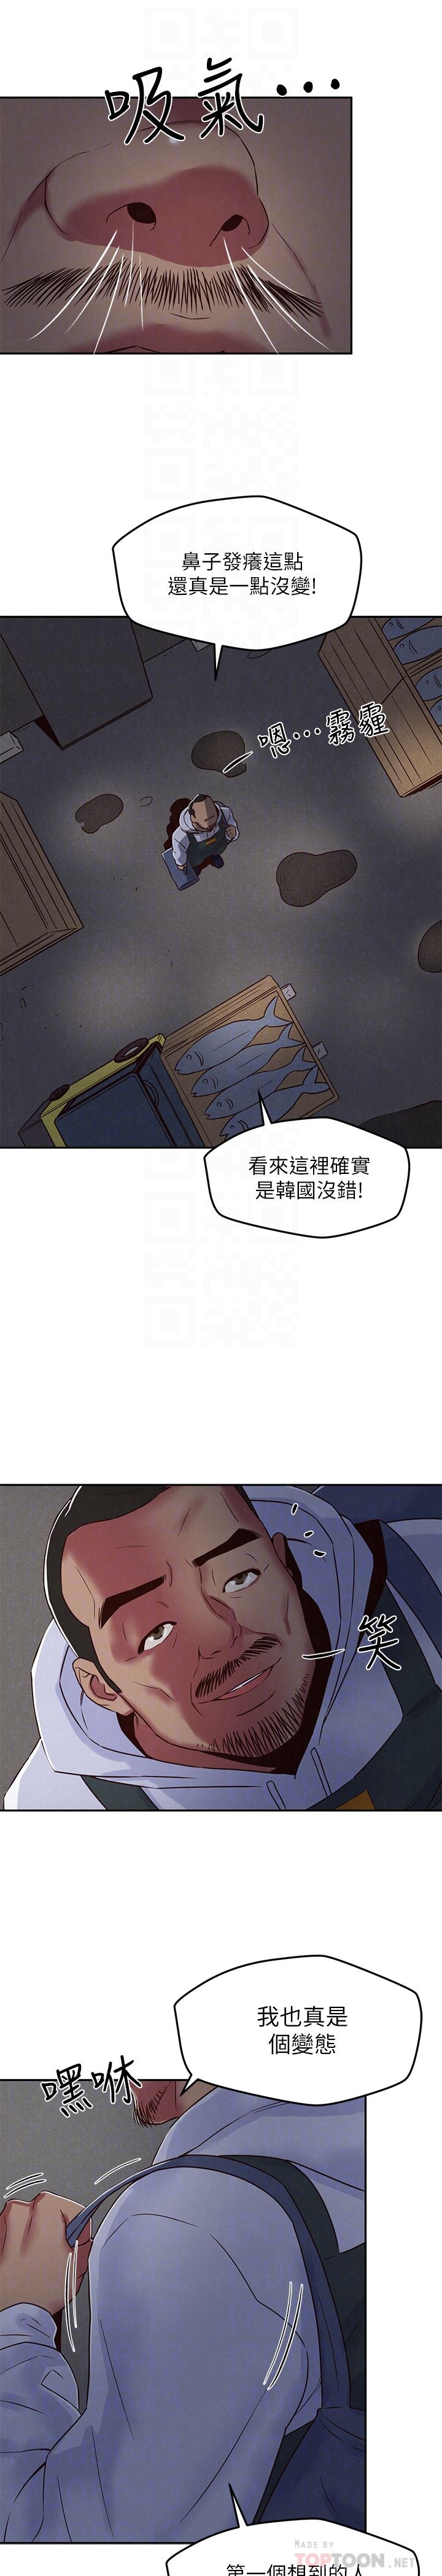 吸氣...
鼻子發癢這點
還真是一點沒變!
嗯...霧霾
看來這裡確實
是韓國沒錯!
笑
我也真是
個變態
嘿咻
第一個想到的人
MADE BY
TOPTOON.NET